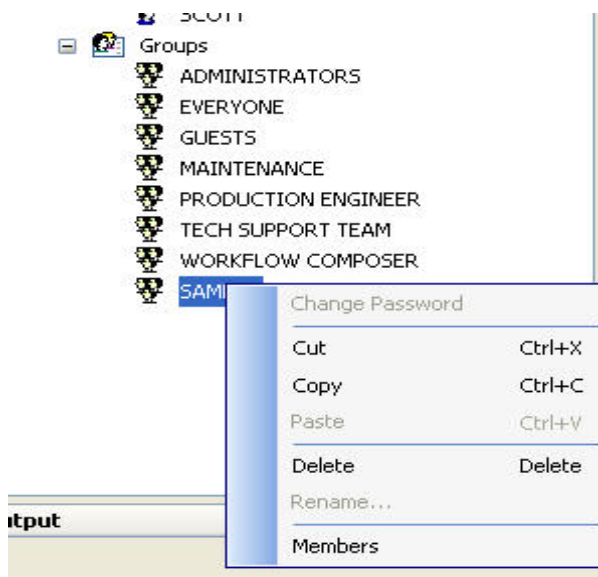 SCOTT
Groups
ADMINISTRATORS
EVERYONE
GUESTS
MAINTENANCE
PRODUCTION ENGINEER
TECH SUPPORT TEAM
WORKFLOW COMPOSER
Change Password
Cut Ctrl+X
Copy Ctrl+C
Paste Ctrl+V
Delete Delete
Rename...
Members